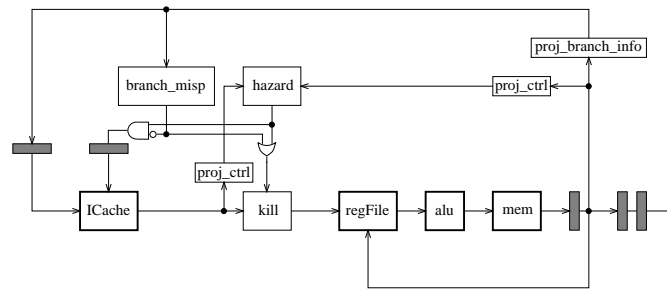 proj_branch_info
branch_misp
hazard
proj_ctrl
proj_ctrl
ICache
kill
regFile
alu
mem